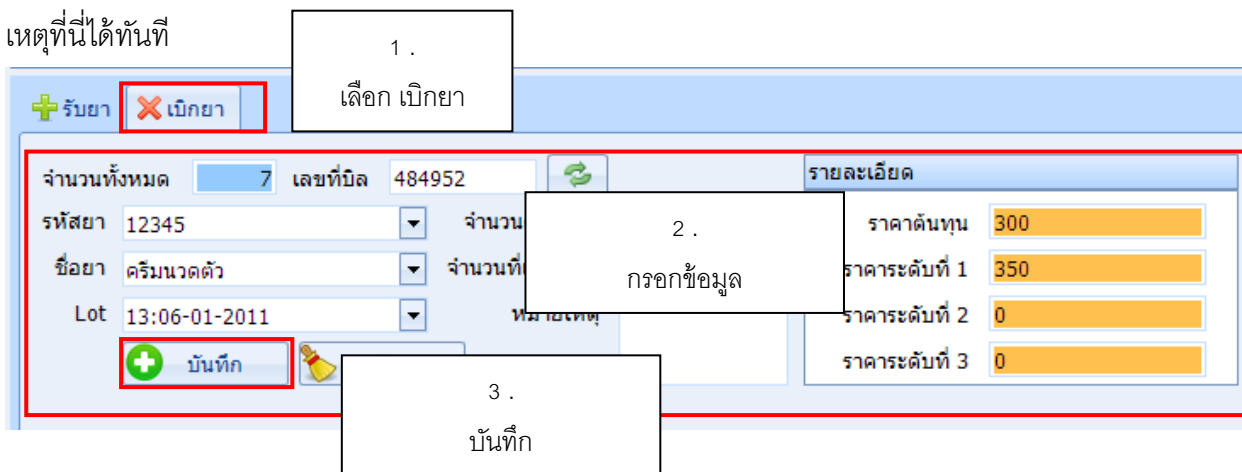 เหตุที่นี่ได้ทันที
1 .
เลือก เบิกยา
รับยา เบิกยา
จำนวนทั้งหมด 7 เลขที่บิล 484952
รายละเอียด
รหัสยา 12345 จำนวน
2 .
กรอกข้อมูล
ราคาต้นทุน 300
ชื่อยา ครีมนวดตัว
ราคาระดับที่ 1 350
Lot 13:06-01-2011 หมายเหตุ
ราคาระดับที่ 2 0
บันทึก
ราคาระดับที่ 3 0
3 .
บันทึก